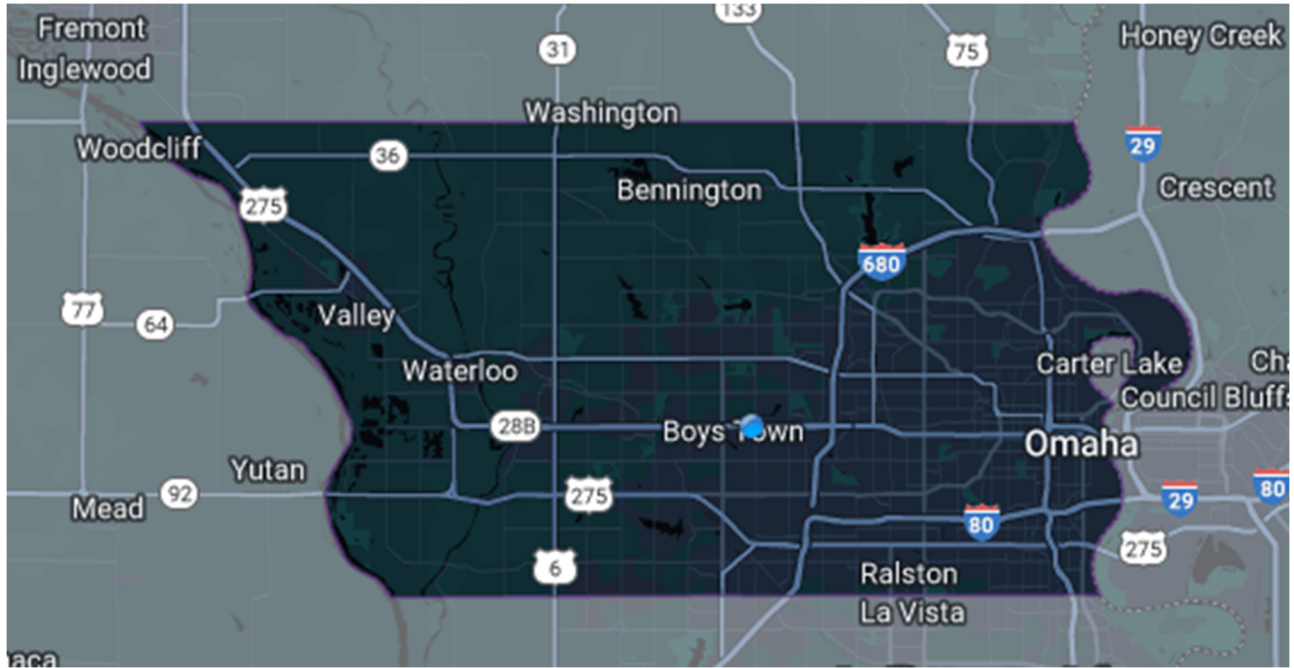 133
Fremont
Inglewood
31
75
Honey Creek
Washington
Woodcliff
36
29
Bennington
Crescent
275
680
77
64
Valley
Waterloo
Carter Lake
Council Bluffs
28B
Boys Town
Omaha
Yutan
92
Mead
275
80
29
80
275
6
Ralston
La Vista